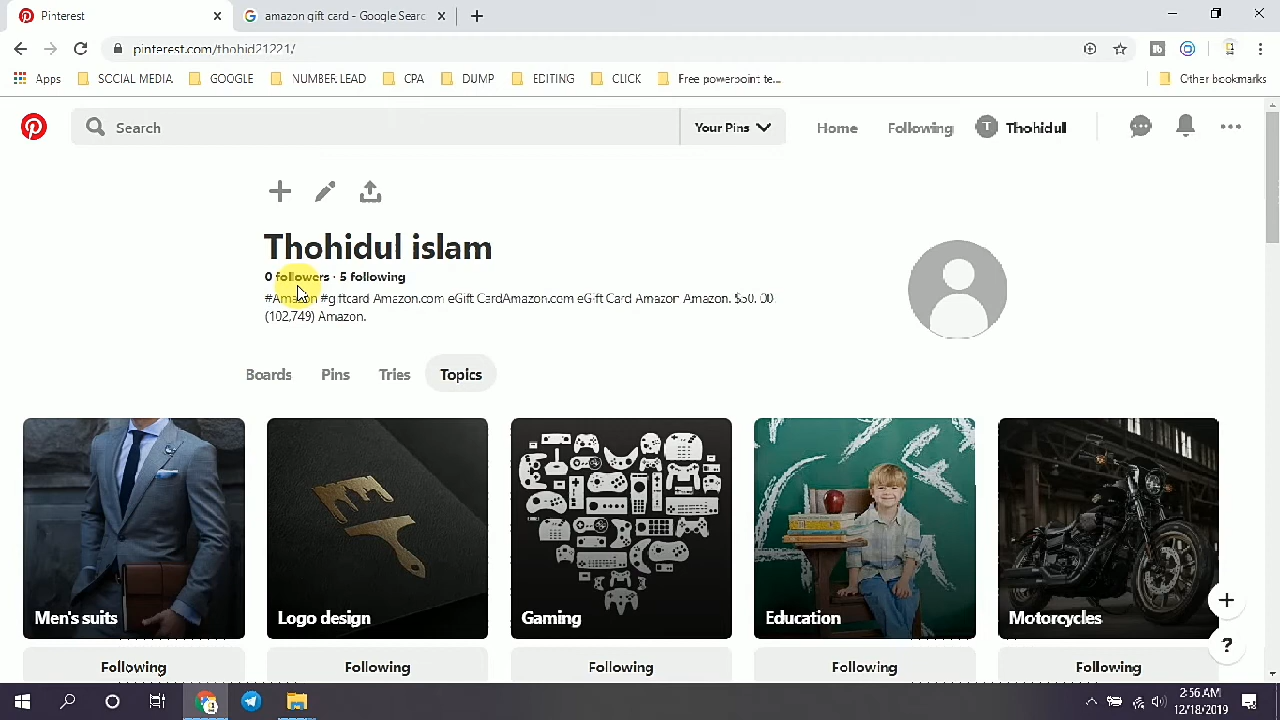 Pinterest
amazon gift card - Google Searc
pinterest.com/thohid21221/
Apps SOCIAL MEDIA GOOGLE NUMBER LEAD CPA DUMP EDITING CLICK Free powerpoint te... Other bookmarks
Search Your Pins Home Following T Thohidul
Thohidul islam
0 followers · 5 following
#Amazon #giftcard Amazon.com eGift CardAmazon.com eGift Card Amazon Amazon. $50. 00
(102,749) Amazon.
Boards Pins Tries Topics
Men's suits Logo design Gaming Education Motorcycles
Following Following Following Following Following
2:56 AM
12/18/2019